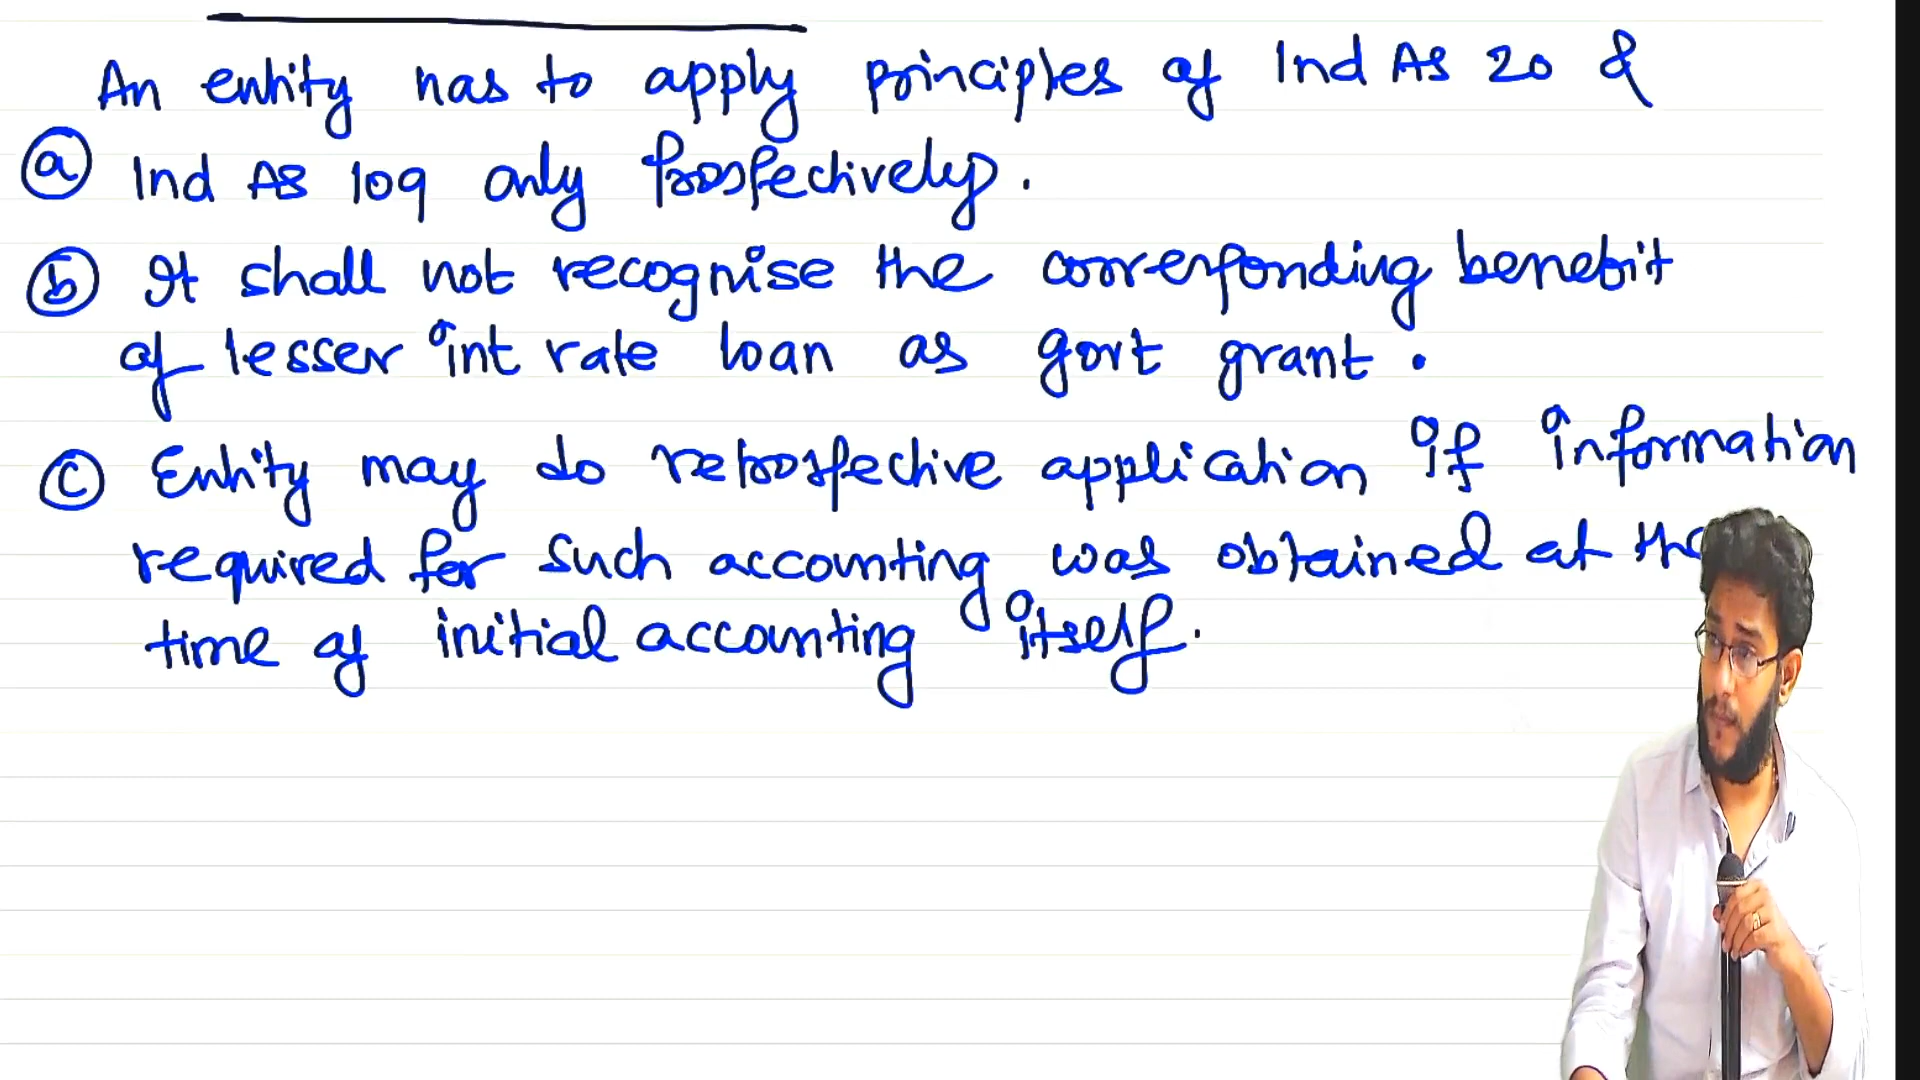 An entity has to apply principles of Ind AS 20 &
(a) Ind AS 109 only prospectively.
(b) It shall not recognise the corresponding benefit
of lesser int rate loan as govt grant.
(c) Entity may do retrospective application if information
required for such accounting was obtained at the
time of initial accounting itself.